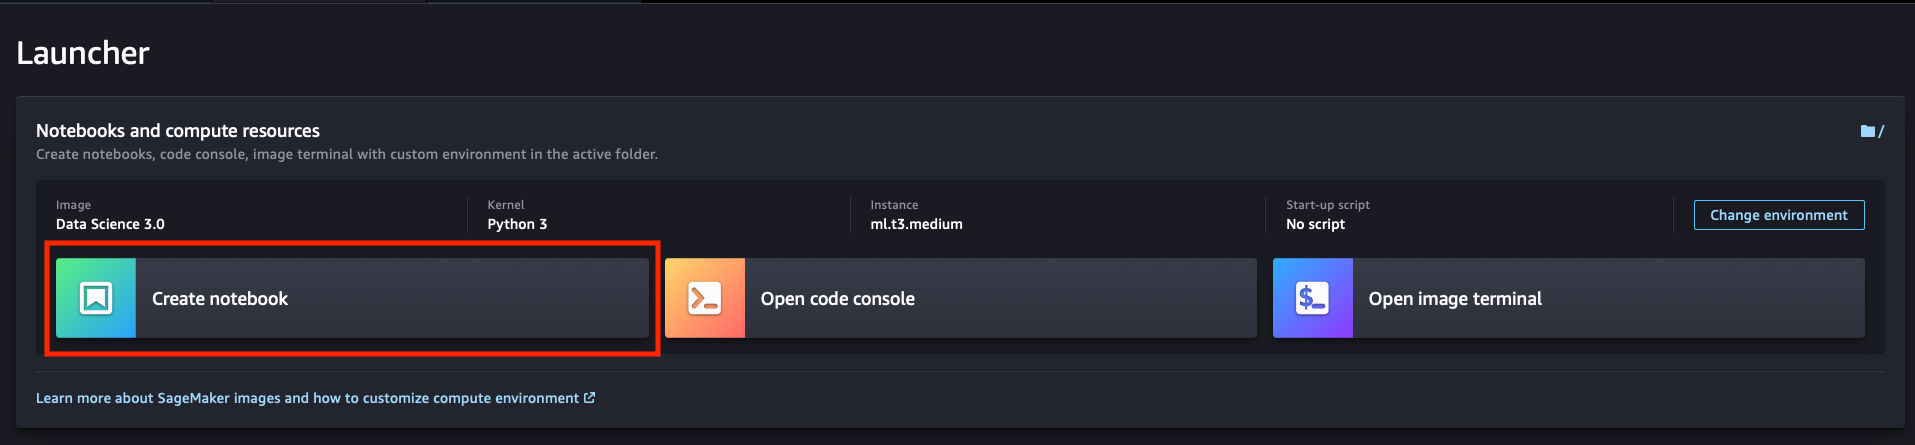 Launcher
Notebooks and compute resources
/
Create notebooks, code console, image terminal with custom environment in the active folder.
Image
Data Science 3.0
Kernel
Python 3
Instance
ml.t3.medium
Start-up script
No script
Change environment
Create notebook
Open code console
$_
Open image terminal
Learn more about SageMaker images and how to customize compute environment